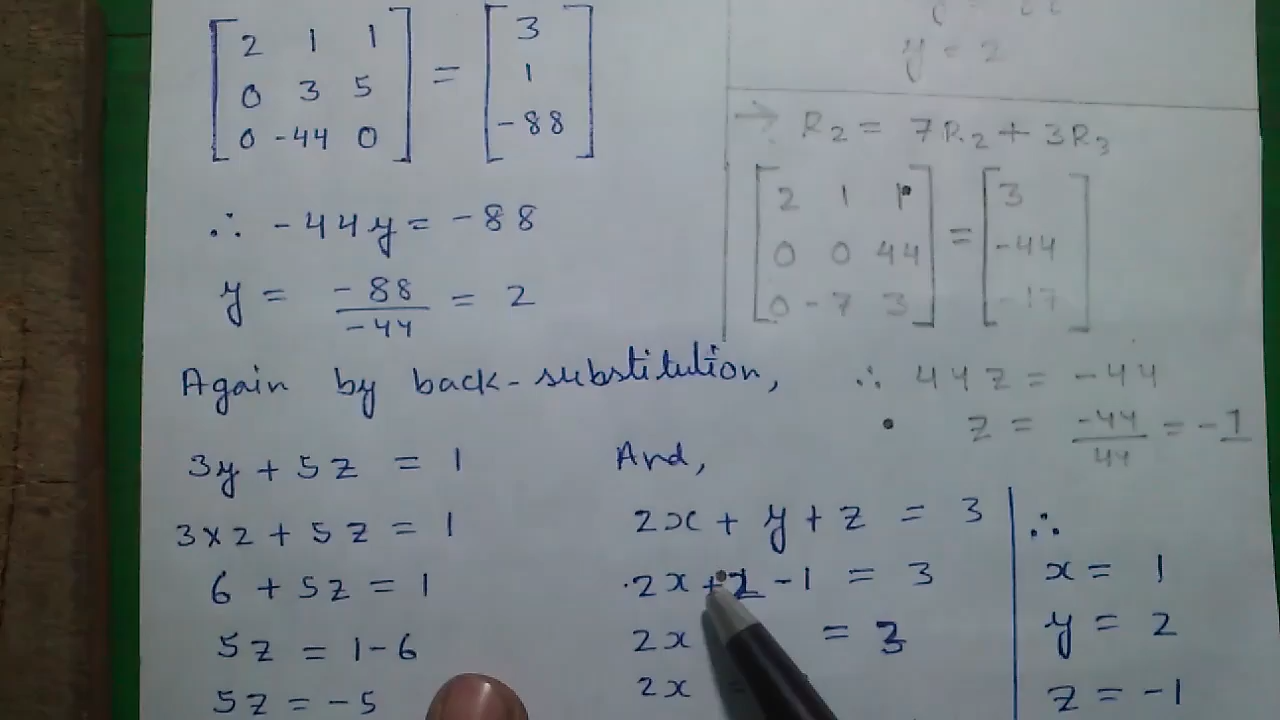 [2 1 1] = [3]
[0 3 5] [1]
[0 -44 0] [-88]
∴ -44y = -88
y = -88/-44 = 2
Again by back-substitution,
3y + 5z = 1
3×2 + 5z = 1
6 + 5z = 1
5z = 1-6
5z = -5
And,
2x + y + z = 3
2x + 2 - 1 = 3
2x = 3
2x =
∴
x = 1
y = 2
z = -1
y = 2
→ R2 = 7R2 + 3R3
[2 1 1] = [3]
[0 0 44] [-44]
[0 -7 3] [-17]
∴ 44z = -44
z = -44/44 = -1